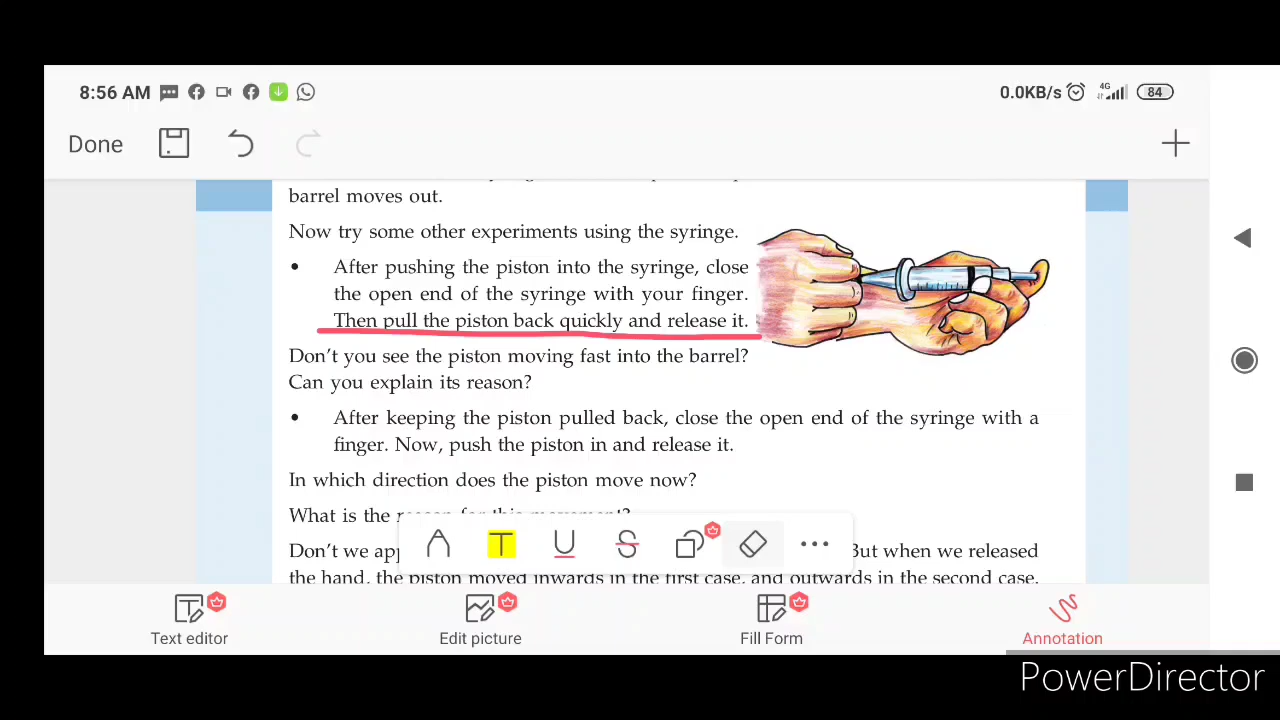 8:56 AM
0.0KB/s 4G 84
Done
barrel moves out.
Now try some other experiments using the syringe.
• After pushing the piston into the syringe, close
the open end of the syringe with your finger.
Then pull the piston back quickly and release it.
Don't you see the piston moving fast into the barrel?
Can you explain its reason?
• After keeping the piston pulled back, close the open end of the syringe with a
finger. Now, push the piston in and release it.
In which direction does the piston move now?
What is the
Don't we app
But when we released
the hand, the piston moved inwards in the first case, and outwards in the second case.
Text editor
Edit picture
Fill Form
Annotation
PowerDirector